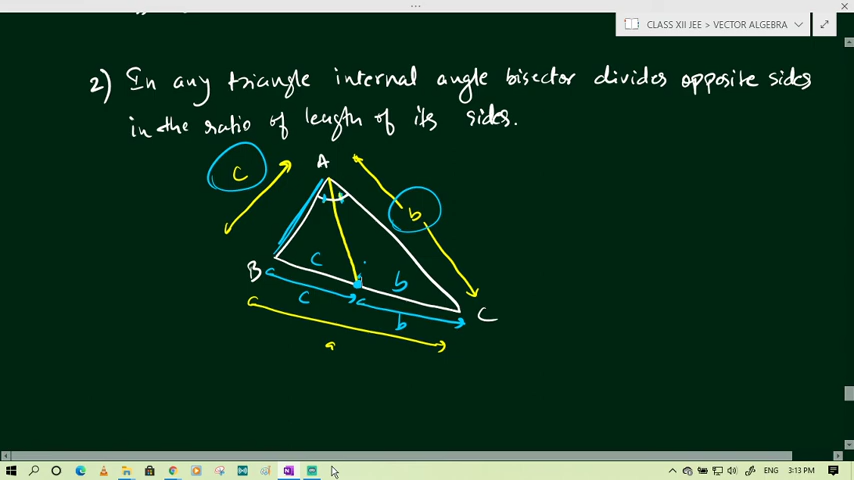 CLASS XII JEE > VECTOR ALGEBRA
2) In any triangle internal angle bisector divides opposite sides
in the ratio of length of its sides.
A
c
b
B
c
b
c
b
C
a
ENG
3:13 PM